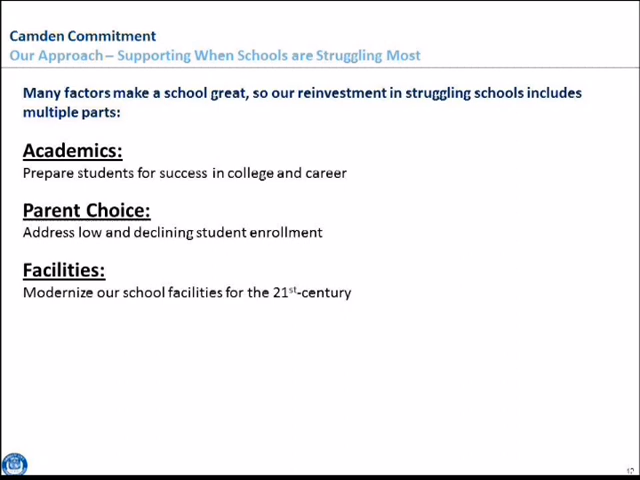 Camden Commitment
Our Approach – Supporting When Schools are Struggling Most
Many factors make a school great, so our reinvestment in struggling schools includes
multiple parts:
Academics:
Prepare students for success in college and career
Parent Choice:
Address low and declining student enrollment
Facilities:
Modernize our school facilities for the 21st-century